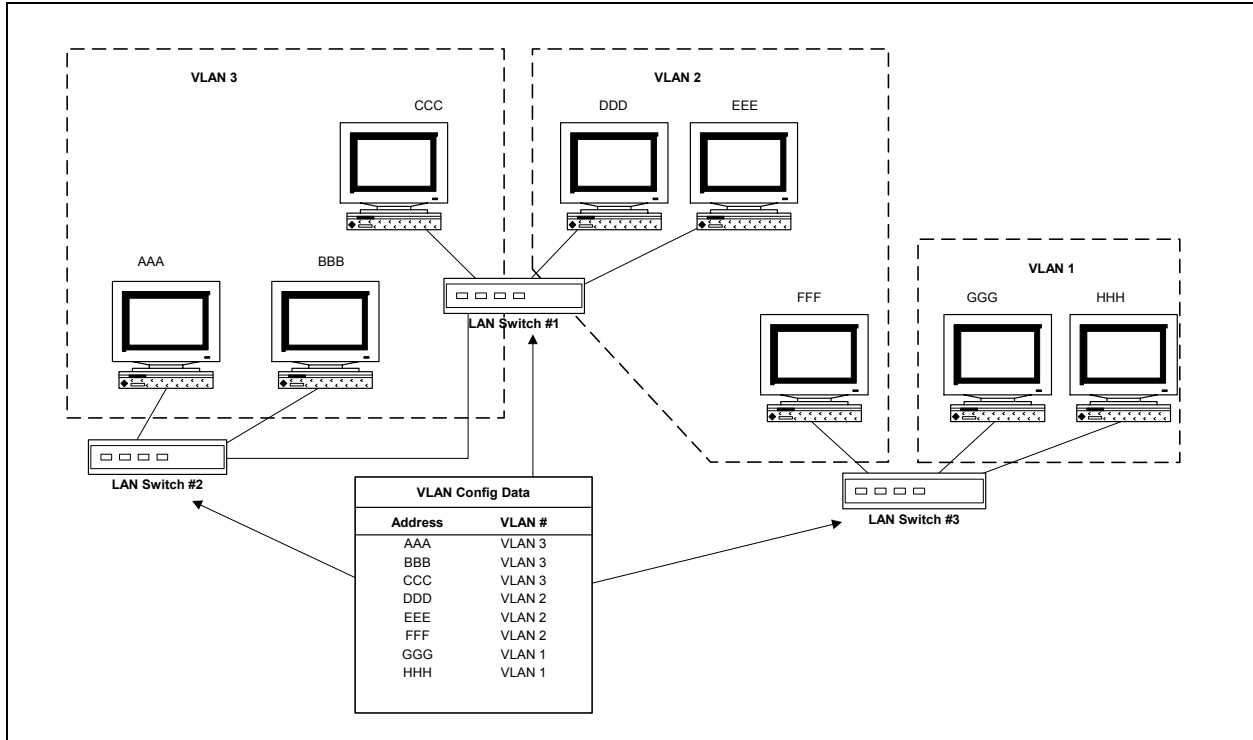 VLAN 3
VLAN 2
CCC
DDD
EEE
AAA
BBB
VLAN 1
FFF
GGG
HHH
LAN Switch #1
LAN Switch #2
LAN Switch #3
VLAN Config Data
Address VLAN #
AAA VLAN 3
BBB VLAN 3
CCC VLAN 3
DDD VLAN 2
EEE VLAN 2
FFF VLAN 2
GGG VLAN 1
HHH VLAN 1